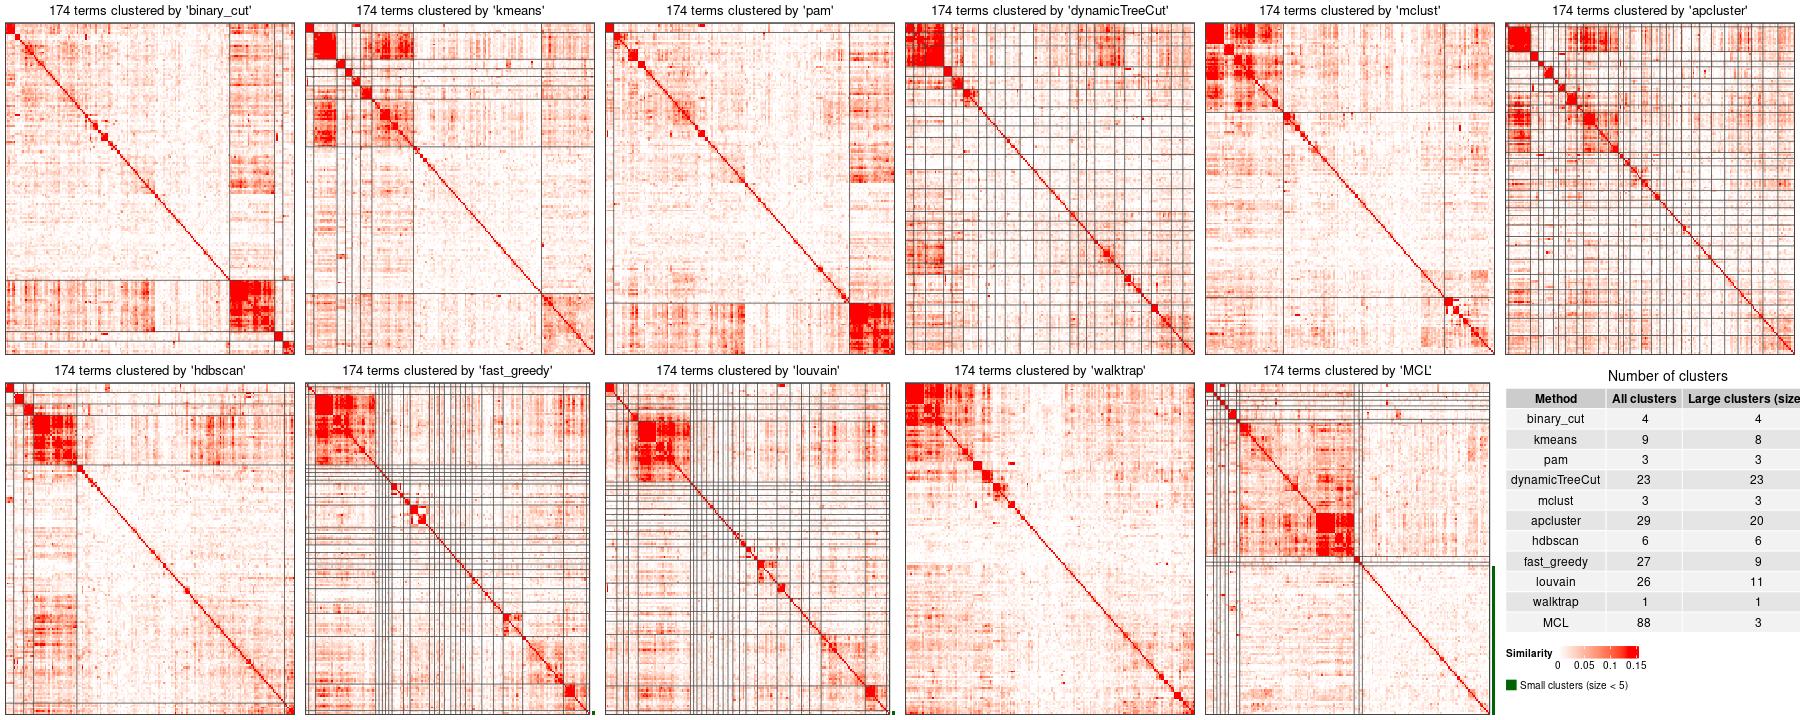 174 terms clustered by 'binary_cut'
174 terms clustered by 'kmeans'
174 terms clustered by 'pam'
174 terms clustered by 'dynamicTreeCut'
174 terms clustered by 'mclust'
174 terms clustered by 'apcluster'
174 terms clustered by 'hdbscan'
174 terms clustered by 'fast_greedy'
174 terms clustered by 'louvain'
174 terms clustered by 'walktrap'
174 terms clustered by 'MCL'
Number of clusters
Method All clusters Large clusters (size
binary_cut 4 4
kmeans 9 8
pam 3 3
dynamicTreeCut 23 23
mclust 3 3
apcluster 29 20
hdbscan 6 6
fast_greedy 27 9
louvain 26 11
walktrap 1 1
MCL 88 3
Similarity
0 0.05 0.1 0.15
Small clusters (size < 5)